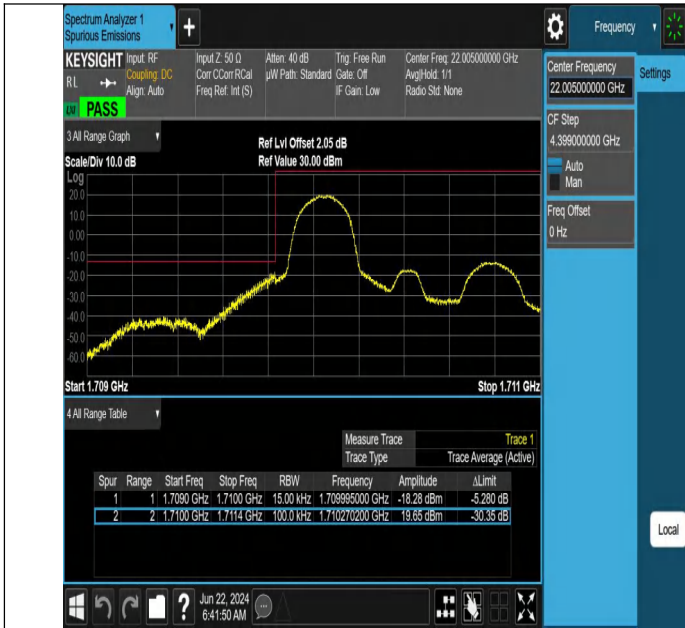 Spectrum Analyzer 1
Spurious Emissions
Frequency
KEYSIGHT
RL
Input: RF
Coupling: DC
Align: Auto
Input Z: 50 Ω
Corr CCorr RCal
Freq Ref: Int (S)
Atten: 40 dB
µW Path: Standard
Trig: Free Run
Gate: Off
IF Gain: Low
Center Freq: 22.005000000 GHz
Avg|Hold: 1/1
Radio Std: None
PASS
Center Frequency
22.005000000 GHz
Settings
CF Step
4.399000000 GHz
Auto
Man
Freq Offset
0 Hz
3 All Range Graph
Ref Lvl Offset 2.05 dB
Scale/Div 10.0 dB
Ref Value 30.00 dBm
Log
20.0
10.0
0.00
-10.0
-20.0
-30.0
-40.0
-50.0
-60.0
Start 1.709 GHz
Stop 1.711 GHz
4 All Range Table
Measure Trace Trace 1
Trace Type Trace Average (Active)
Spur Range Start Freq Stop Freq RBW Frequency Amplitude ΔLimit
1 1 1.7090 GHz 1.7100 GHz 15.00 kHz 1.709995000 GHz -18.28 dBm -5.280 dB
2 2 1.7100 GHz 1.7114 GHz 100.0 kHz 1.710270200 GHz 19.65 dBm -30.35 dB
Local
?
Jun 22, 2024
6:41:50 AM